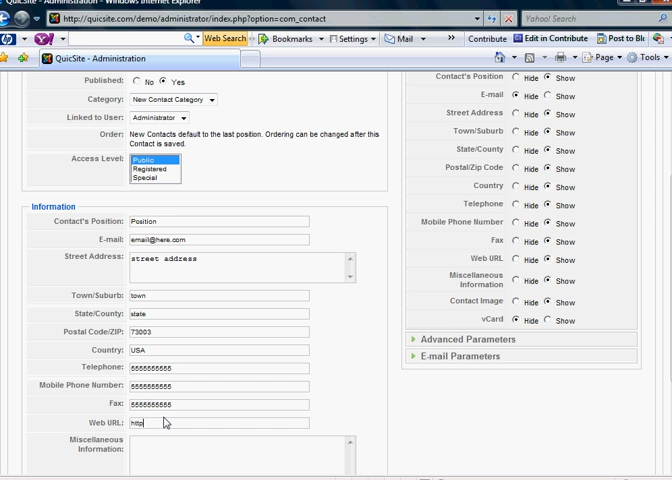 QuicSite - Administration - Windows Internet Explorer
http://quicsite.com/demo/administrator/index.php?option=com_contact
Yahoo! Search
Y! Web Search Bookmarks Settings Mail Contribute Edit in Contribute Post to Blo
QuicSite - Administration
Page Tools
Published: No Yes
Category: New Contact Category
Linked to User: Administrator
Order: New Contacts default to the last position. Ordering can be changed after this
Contact is saved.
Access Level: Public
Registered
Special
Information
Contact's Position: Position
E-mail: email@here.com
Street Address: street address
Town/Suburb: town
State/County: state
Postal Code/ZIP: 73003
Country: USA
Telephone: 5555555555
Mobile Phone Number: 5555555555
Fax: 5555555555
Web URL: http
Miscellaneous
Information:
Contact's Position Hide Show
E-mail Hide Show
Street Address Hide Show
Town/Suburb Hide Show
State/County Hide Show
Postal/Zip Code Hide Show
Country Hide Show
Telephone Hide Show
Mobile Phone Number Hide Show
Fax Hide Show
Web URL Hide Show
Miscellaneous
Information Hide Show
Contact Image Hide Show
vCard Hide Show
Advanced Parameters
E-mail Parameters